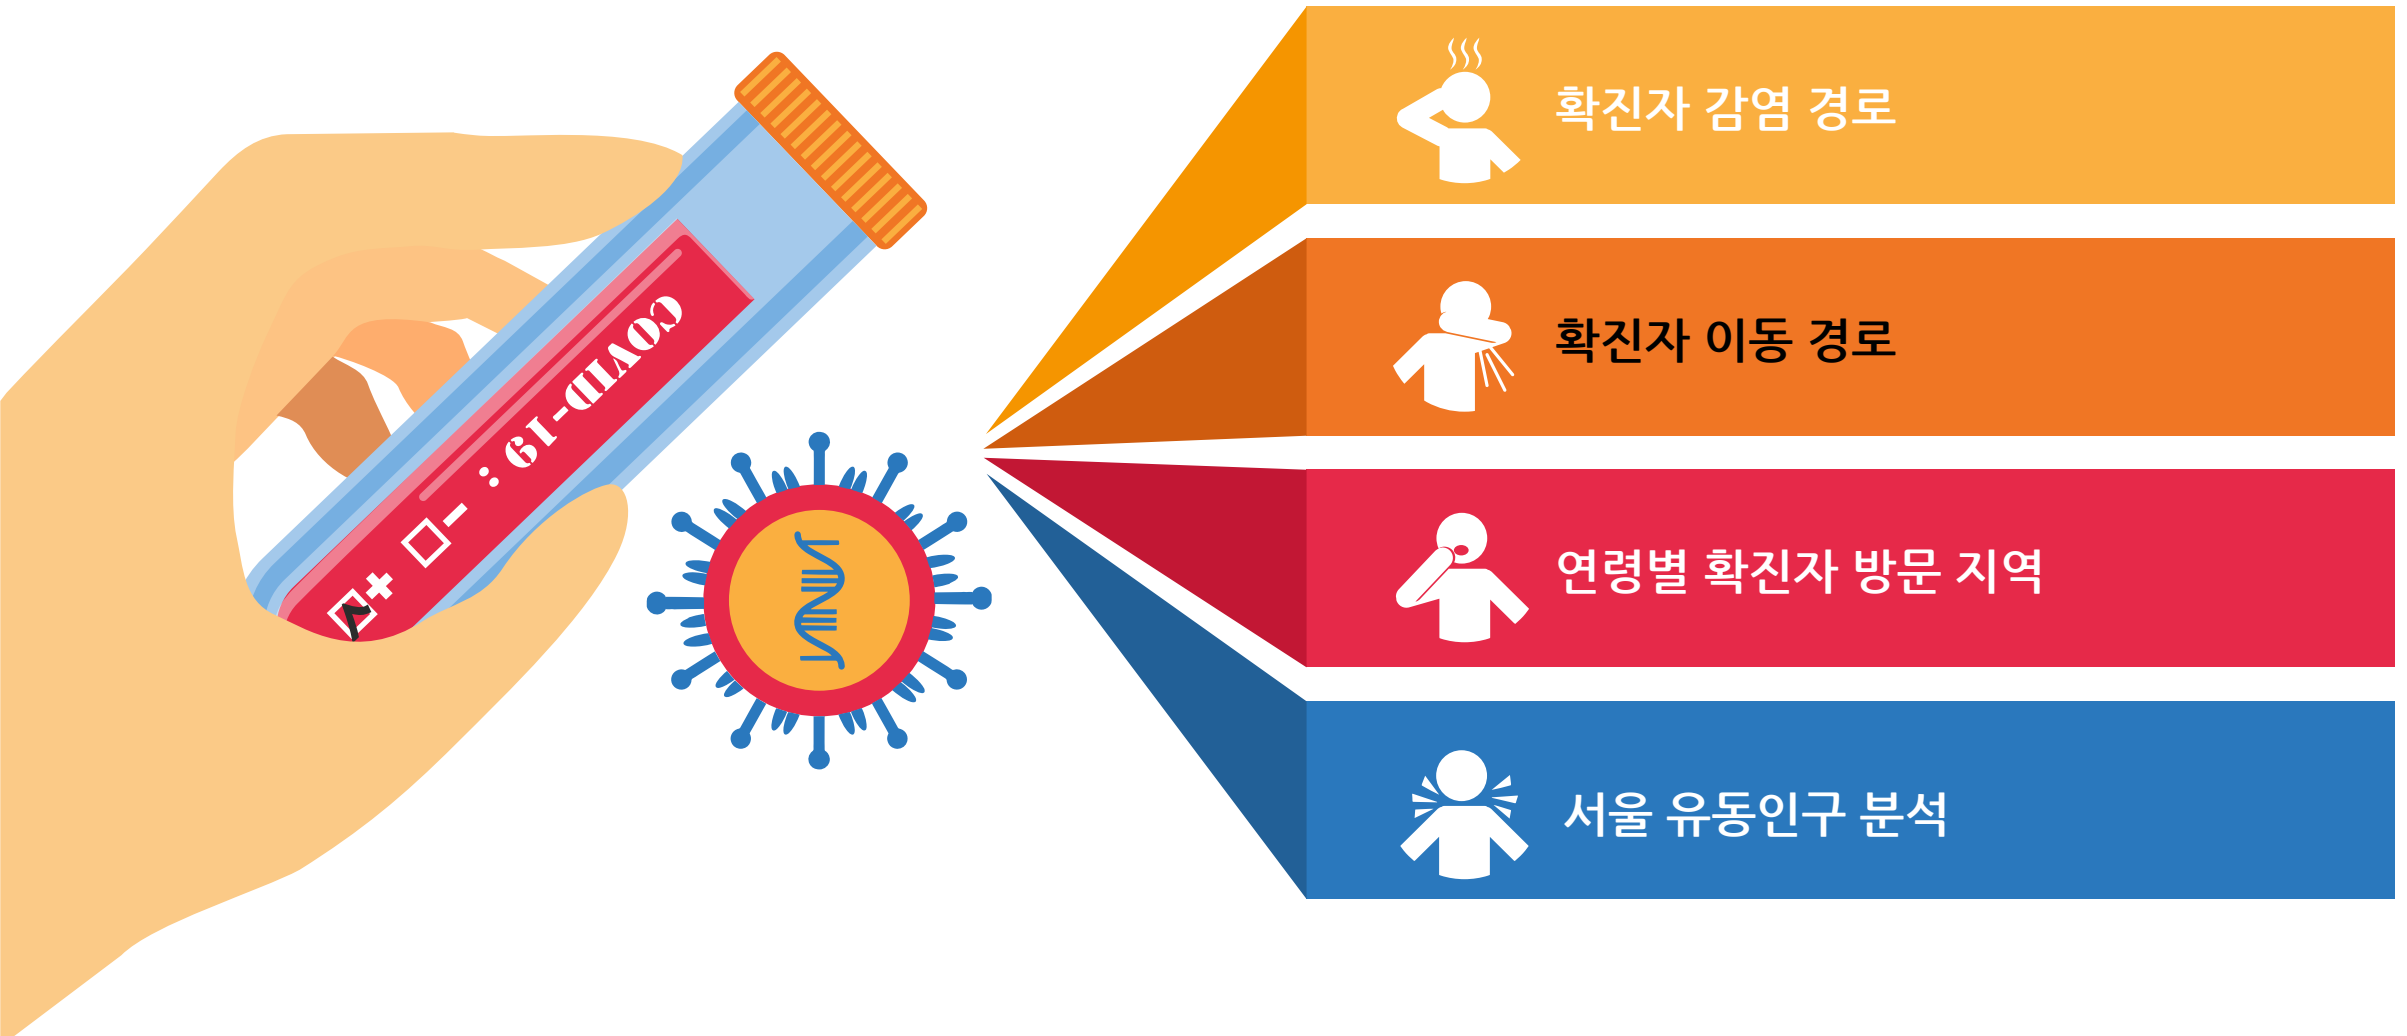 COVID-19 :
확진자 감염 경로
확진자 이동 경로
연령별 확진자 방문 지역
서울 유동인구 분석